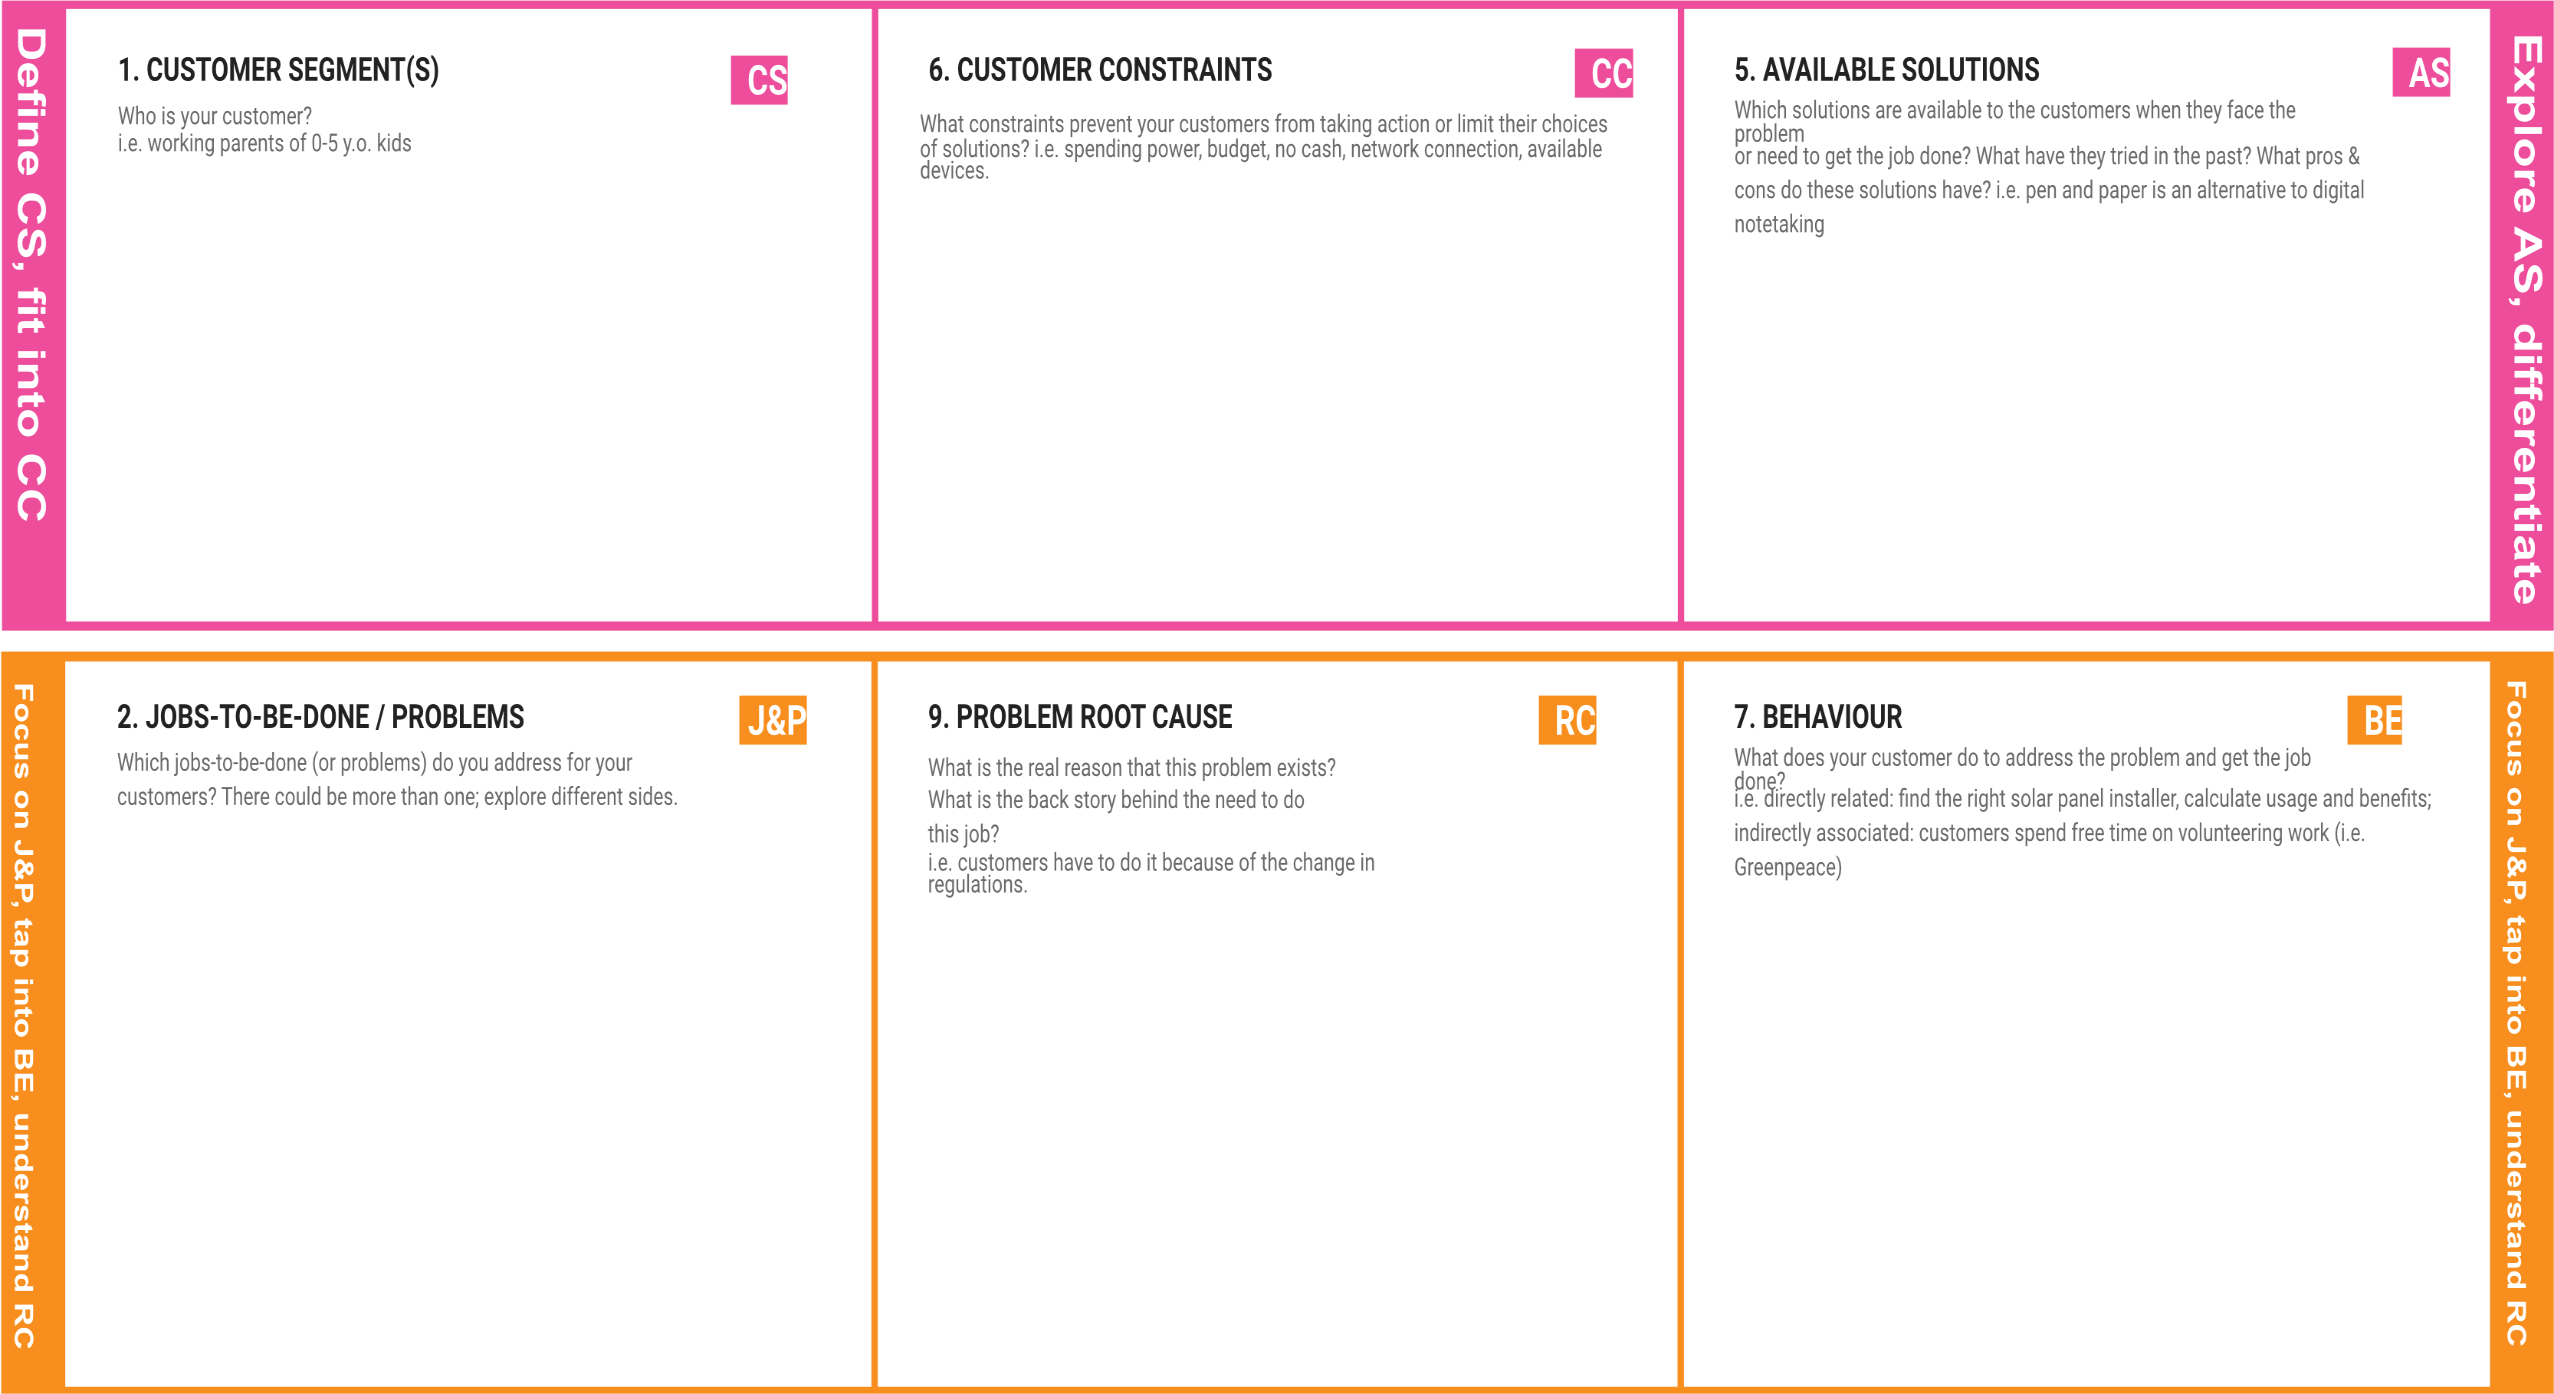 Define CS, fit into CC
1. CUSTOMER SEGMENT(S)
CS
Who is your customer?
i.e. working parents of 0-5 y.o. kids
6. CUSTOMER CONSTRAINTS
CC
What constraints prevent your customers from taking action or limit their choices
of solutions? i.e. spending power, budget, no cash, network connection, available
devices.
5. AVAILABLE SOLUTIONS
AS
Which solutions are available to the customers when they face the
problem
or need to get the job done? What have they tried in the past? What pros &
cons do these solutions have? i.e. pen and paper is an alternative to digital
notetaking
Explore AS, differentiate
Focus on J&P, tap into BE, understand RC
2. JOBS-TO-BE-DONE / PROBLEMS
J&P
Which jobs-to-be-done (or problems) do you address for your
customers? There could be more than one; explore different sides.
9. PROBLEM ROOT CAUSE
RC
What is the real reason that this problem exists?
What is the back story behind the need to do
this job?
i.e. customers have to do it because of the change in
regulations.
7. BEHAVIOUR
BE
What does your customer do to address the problem and get the job
done?
i.e. directly related: find the right solar panel installer, calculate usage and benefits;
indirectly associated: customers spend free time on volunteering work (i.e.
Greenpeace)
Focus on J&P, tap into BE, understand RC